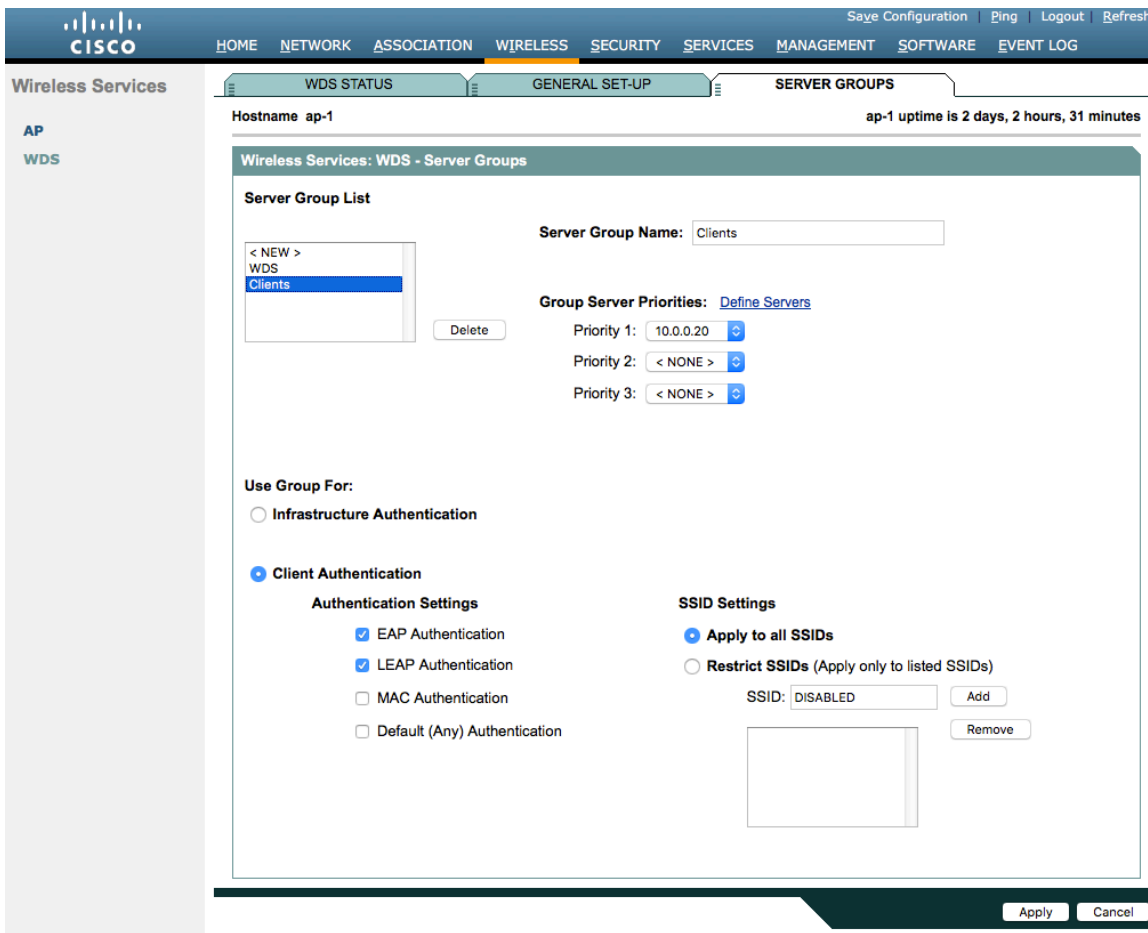 Save Configuration | Ping | Logout | Refresh
CISCO
HOME NETWORK ASSOCIATION WIRELESS SECURITY SERVICES MANAGEMENT SOFTWARE EVENT LOG
Wireless Services
AP
WDS
WDS STATUS GENERAL SET-UP SERVER GROUPS
Hostname ap-1 ap-1 uptime is 2 days, 2 hours, 31 minutes
Wireless Services: WDS - Server Groups
Server Group List
< NEW >
WDS
Clients
Delete
Server Group Name: Clients
Group Server Priorities: Define Servers
Priority 1: 10.0.0.20
Priority 2: < NONE >
Priority 3: < NONE >
Use Group For:
Infrastructure Authentication
Client Authentication
Authentication Settings
EAP Authentication
LEAP Authentication
MAC Authentication
Default (Any) Authentication
SSID Settings
Apply to all SSIDs
Restrict SSIDs (Apply only to listed SSIDs)
SSID: DISABLED Add
Remove
Apply Cancel